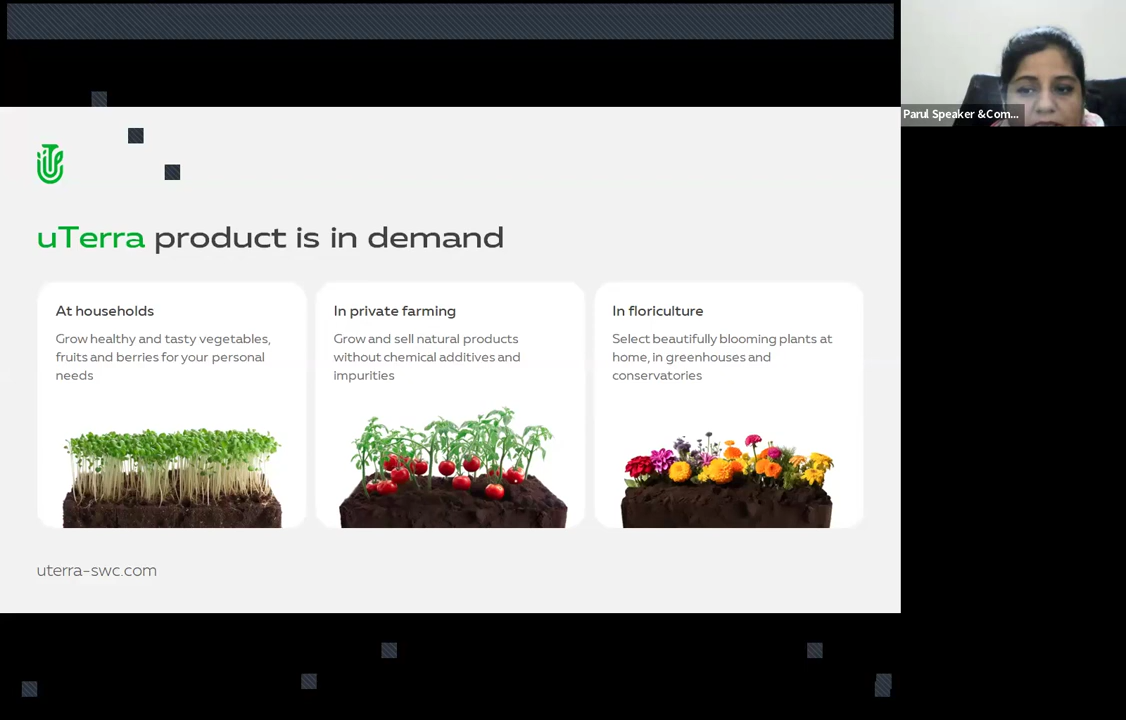 Parul Speaker &Com...
uTerra product is in demand
At households
Grow healthy and tasty vegetables,
fruits and berries for your personal
needs
In private farming
Grow and sell natural products
without chemical additives and
impurities
In floriculture
Select beautifully blooming plants at
home, in greenhouses and
conservatories
uterra-swc.com